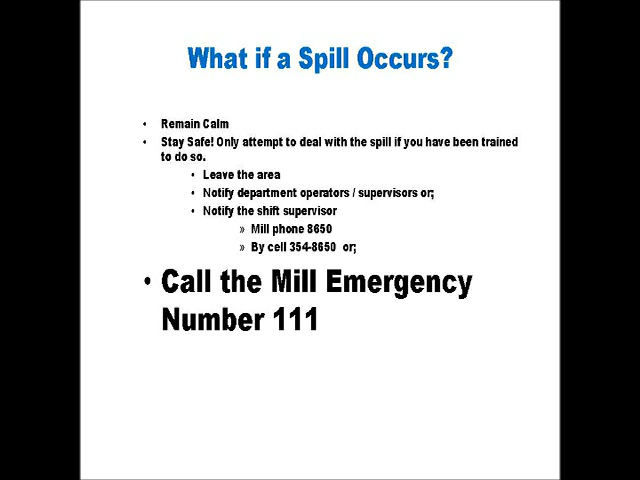 What if a Spill Occurs?
• Remain Calm
• Stay Safe! Only attempt to deal with the spill if you have been trained
to do so.
• Leave the area
• Notify department operators / supervisors or;
• Notify the shift supervisor
» Mill phone 8650
» By cell 354-8650 or;
• Call the Mill Emergency
Number 111